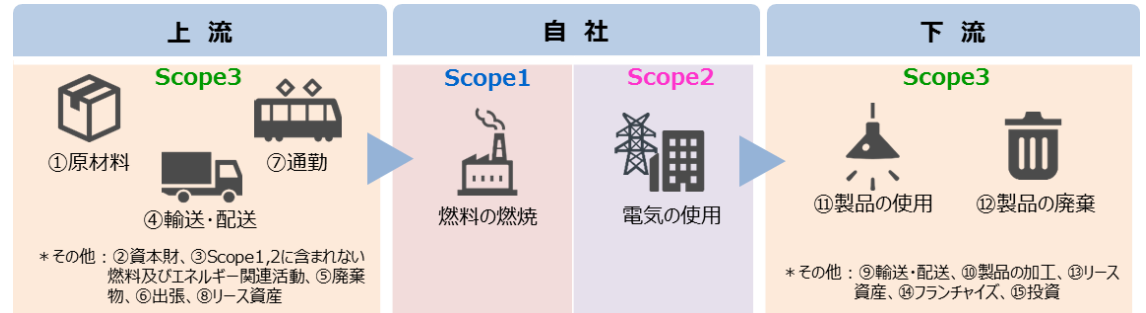 上 流
Scope3
①原材料
⑦通勤
④輸送・配送
＊その他：②資本財、③Scope1,2に含まれない
燃料及びエネルギー関連活動、⑤廃棄
物、⑥出張、⑧リース資産
自 社
Scope1
燃料の燃焼
Scope2
電気の使用
下 流
Scope3
⑪製品の使用
⑫製品の廃棄
＊その他：⑨輸送・配送、⑩製品の加工、⑬リース
資産、⑭フランチャイズ、⑮投資